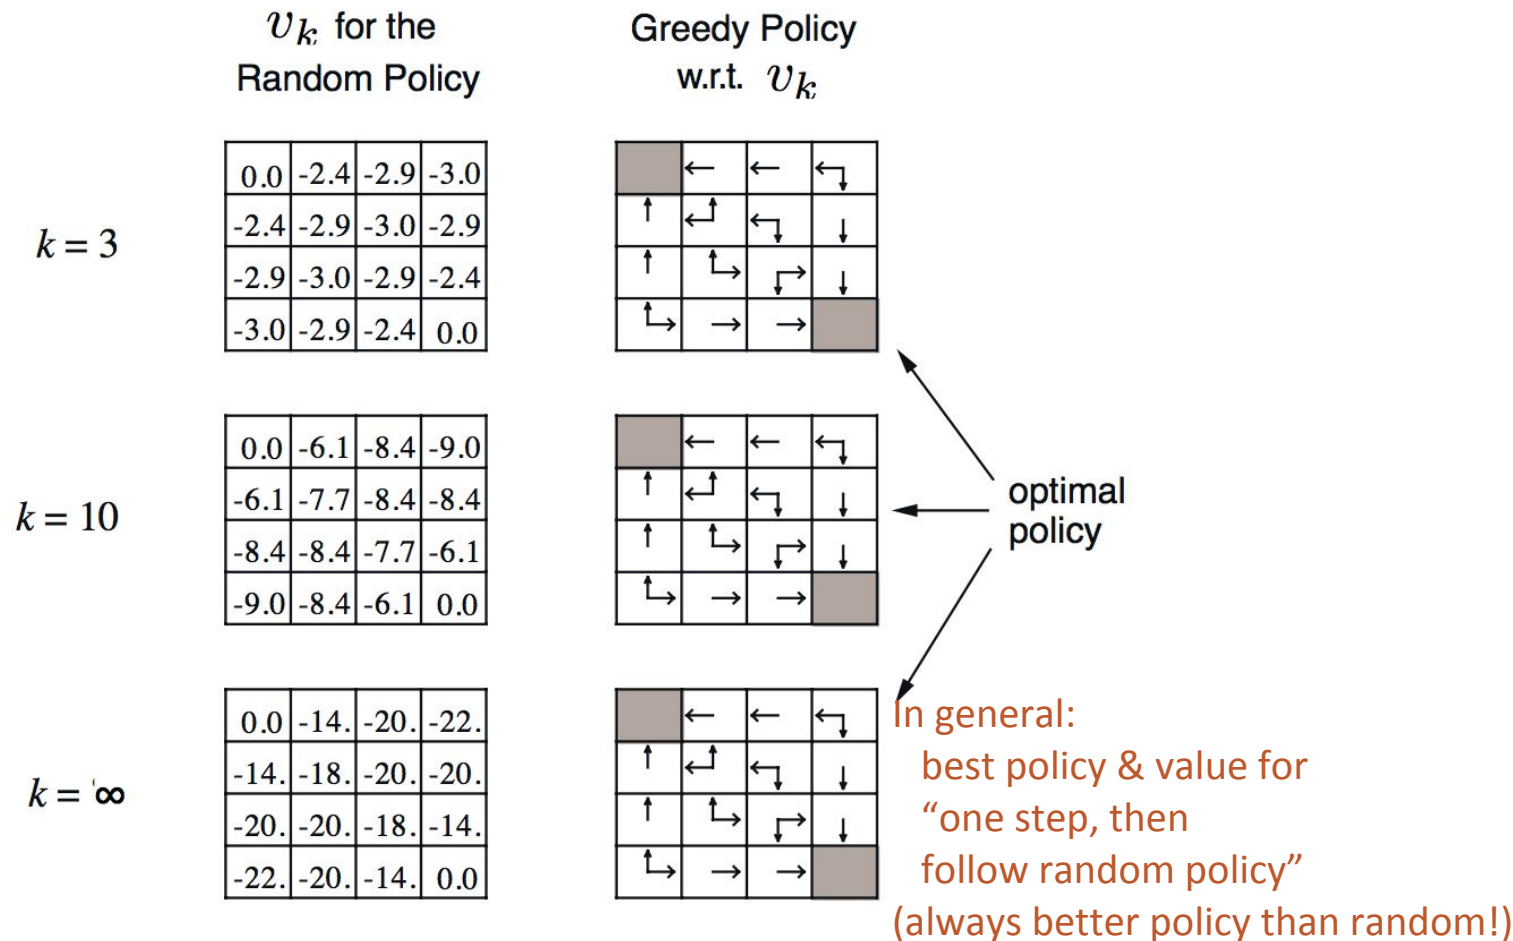 v_k for the
Random Policy
Greedy Policy
w.r.t. v_k
k = 3
0.0 -2.4 -2.9 -3.0
-2.4 -2.9 -3.0 -2.9
-2.9 -3.0 -2.9 -2.4
-3.0 -2.9 -2.4 0.0
← ← ↰↓
↑ ←↑ ←↓ ↓
↑ ↑→ ↓→ ↓
↑→ → →
k = 10
0.0 -6.1 -8.4 -9.0
-6.1 -7.7 -8.4 -8.4
-8.4 -8.4 -7.7 -6.1
-9.0 -8.4 -6.1 0.0
optimal
policy
k = ∞
0.0 -14. -20. -22.
-14. -18. -20. -20.
-20. -20. -18. -14.
-22. -20. -14. 0.0
In general:
best policy & value for
“one step, then
follow random policy”
(always better policy than random!)